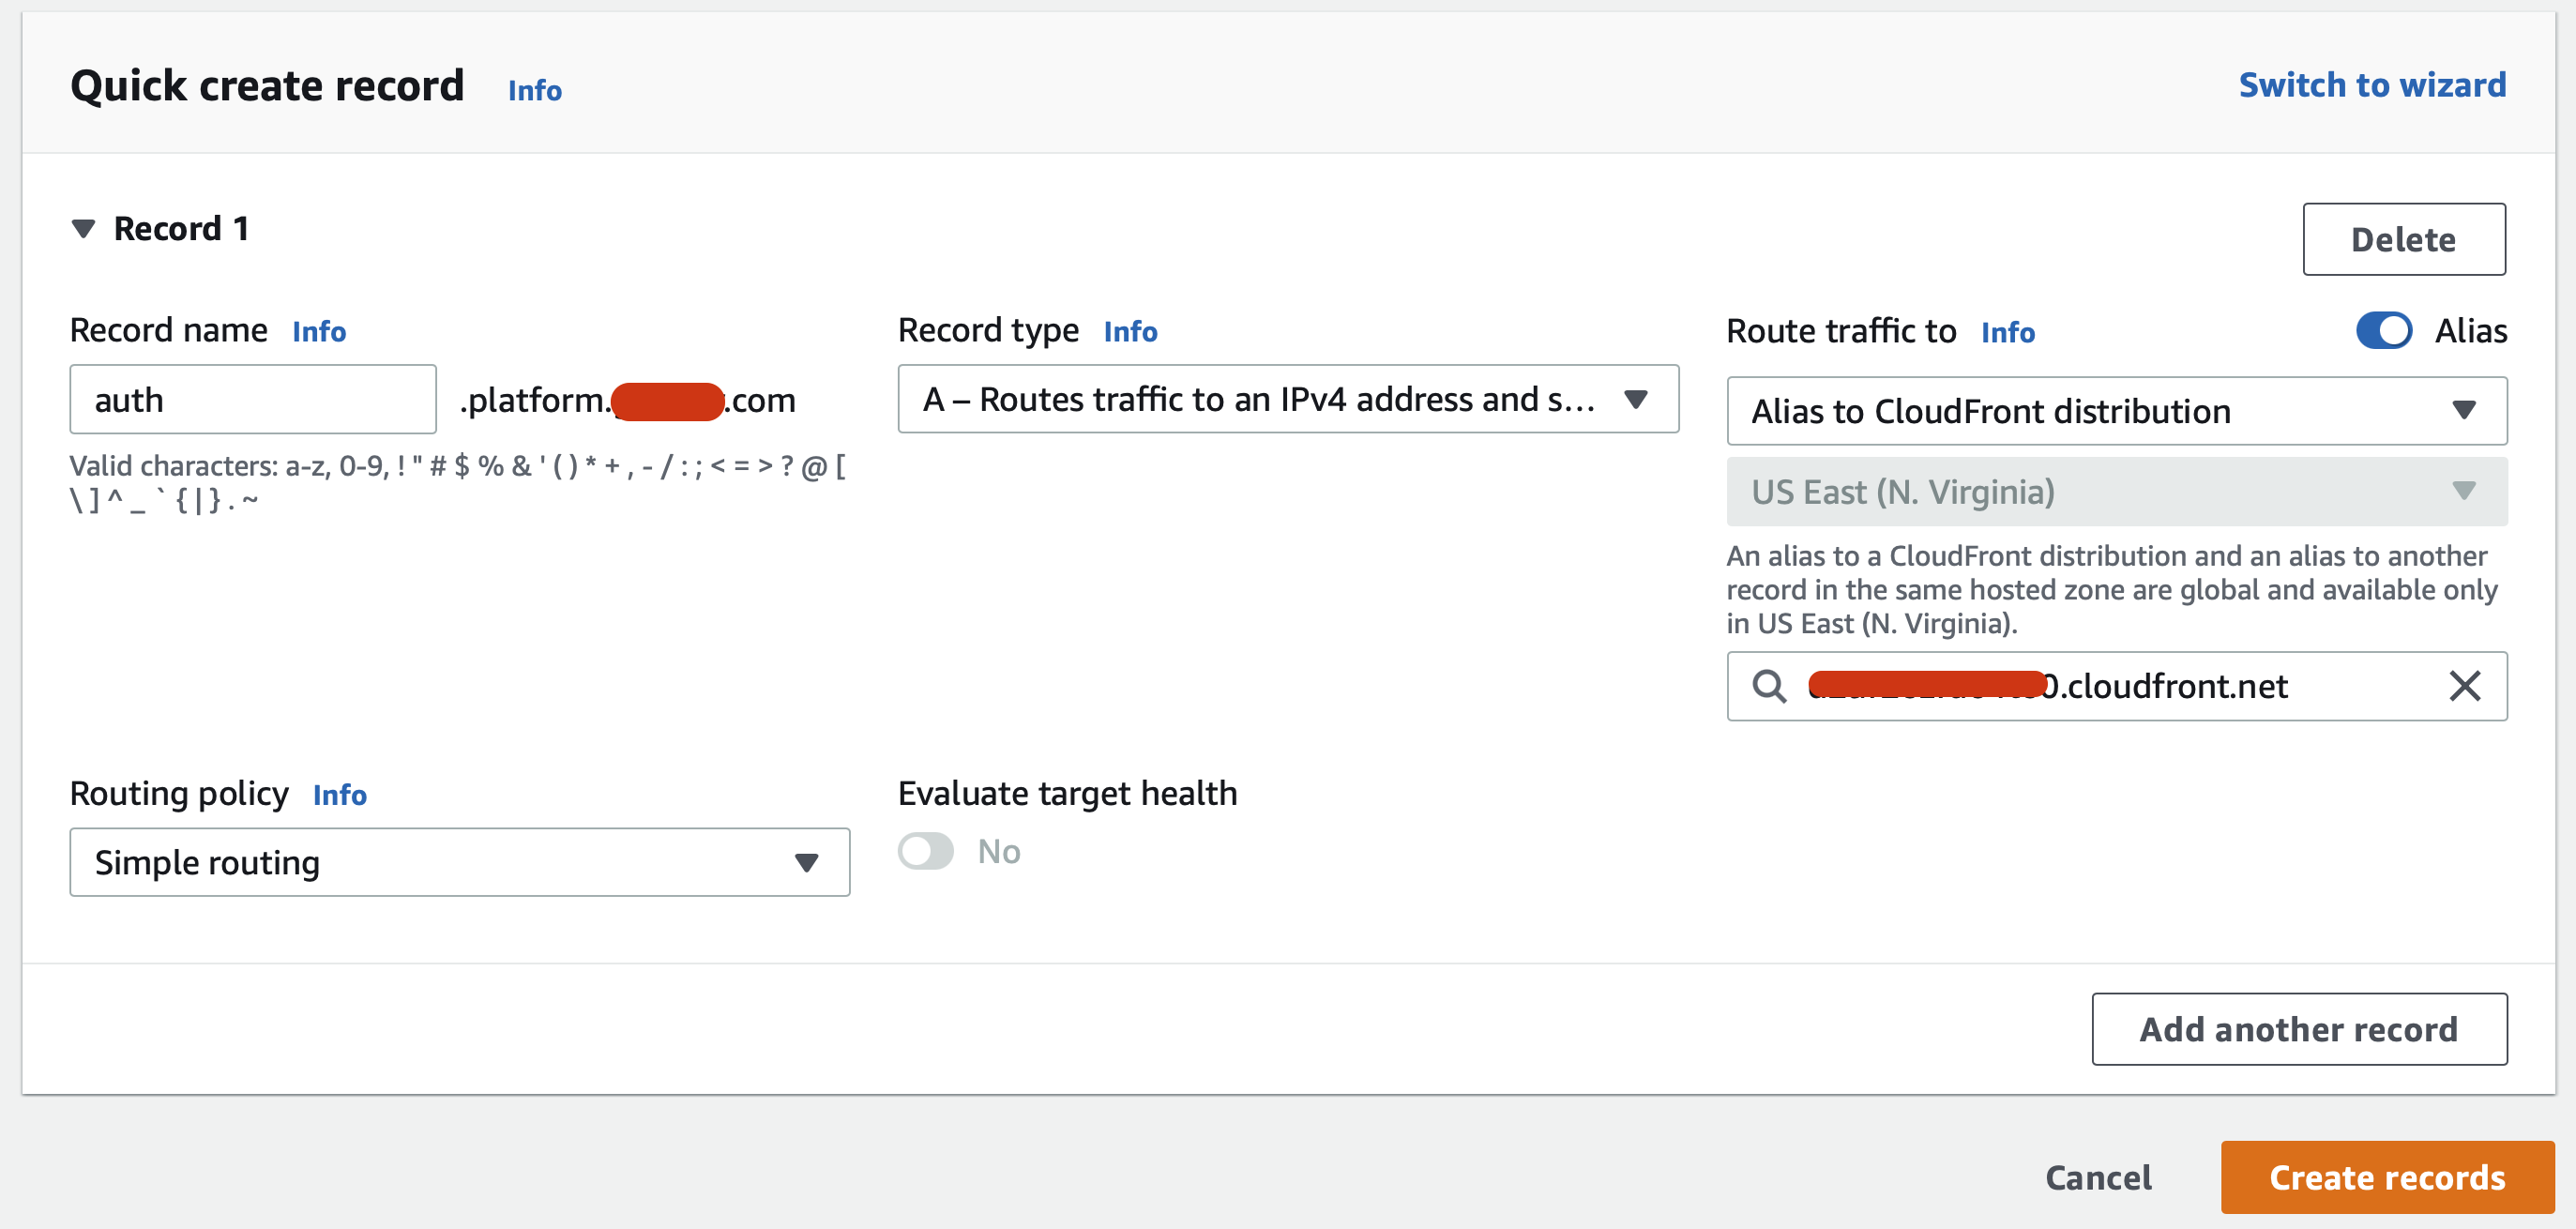 Quick create record Info
Switch to wizard
Record 1
Delete
Record name Info
auth
.platform. .com
Valid characters: a-z, 0-9, ! " # $ % & ' ( ) * + , - / : ; < = > ? @ [
\ ] ^ _ ` { | } . ~
Record type Info
A – Routes traffic to an IPv4 address and s...
Route traffic to Info
Alias
Alias to CloudFront distribution
US East (N. Virginia)
An alias to a CloudFront distribution and an alias to another
record in the same hosted zone are global and available only
in US East (N. Virginia).
0.cloudfront.net
Routing policy Info
Simple routing
Evaluate target health
No
Add another record
Cancel
Create records